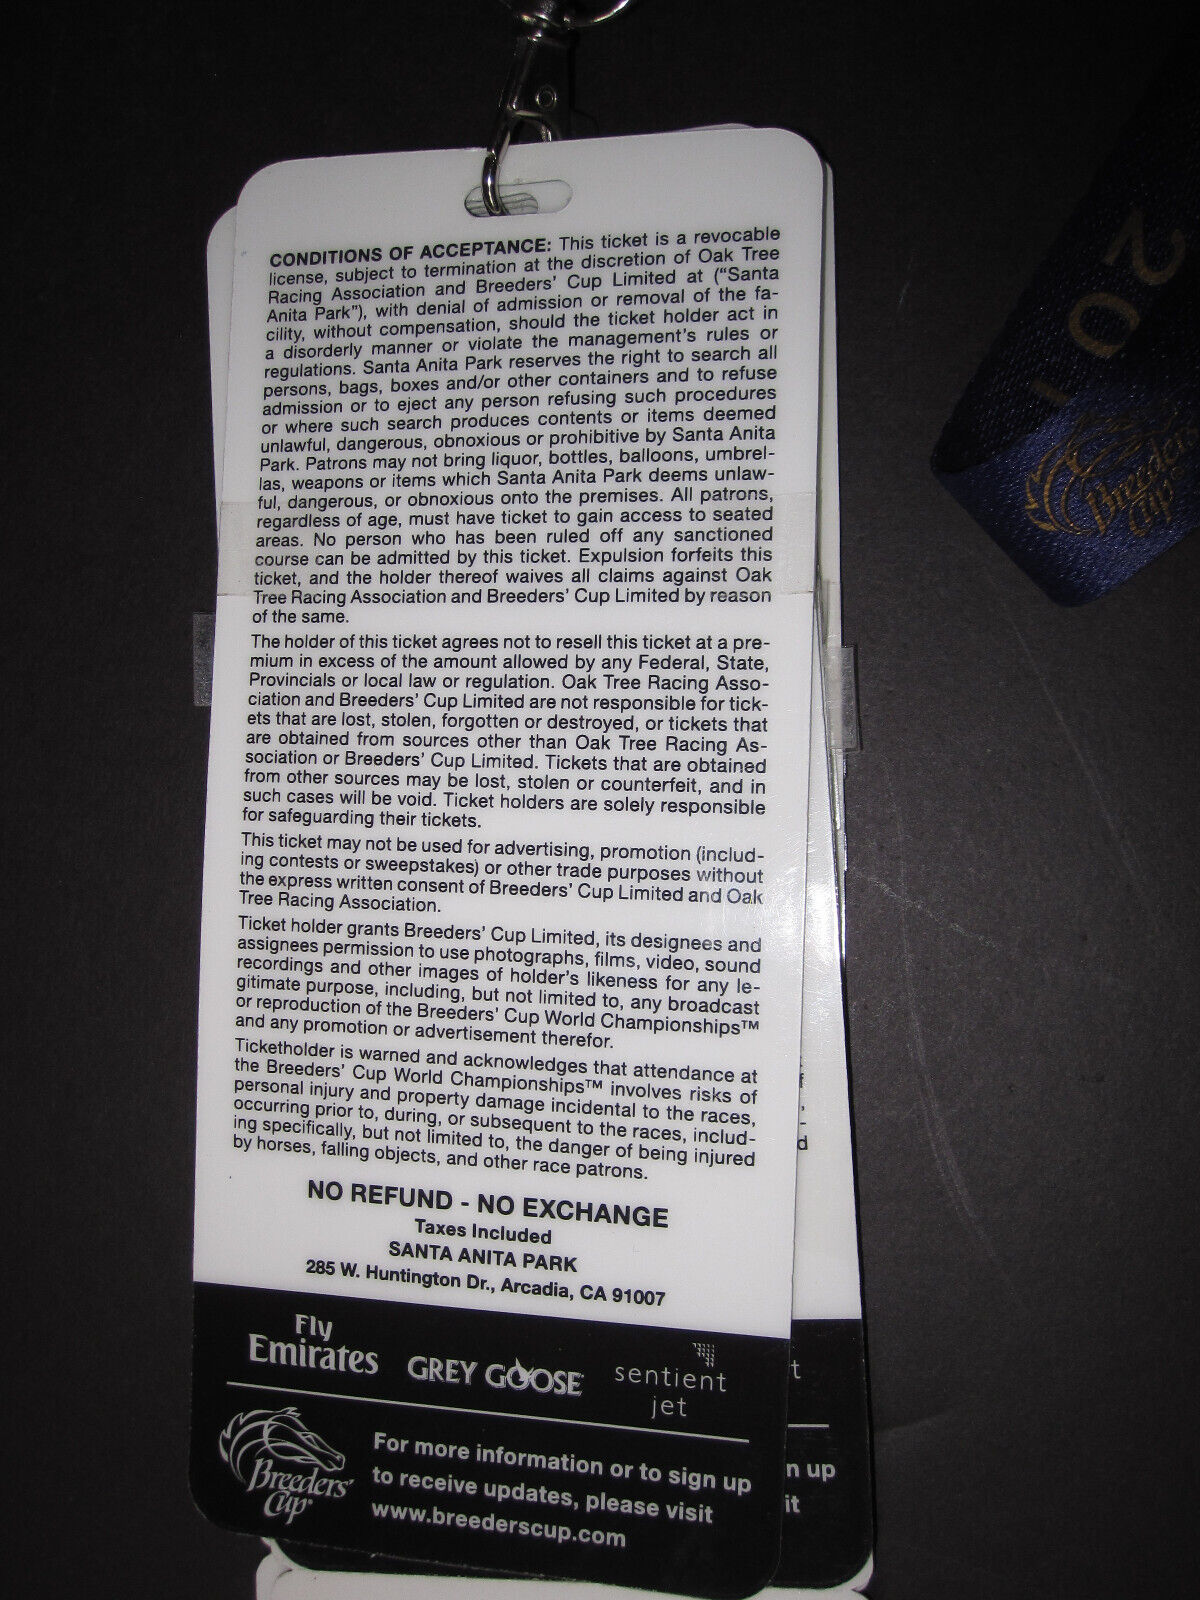 CONDITIONS OF ACCEPTANCE: This ticket is a revocable
license, subject to termination at the discretion of Oak Tree
Racing Association and Breeders' Cup Limited at ("Santa
Anita Park"), with denial of admission or removal of the fa-
cility, without compensation, should the ticket holder act in
a disorderly manner or violate the management's rules or
regulations. Santa Anita Park reserves the right to search all
persons, bags, boxes and/or other containers and to refuse
admission or to eject any person refusing such procedures
or where such search produces contents or items deemed
unlawful, dangerous, obnoxious or prohibitive by Santa Anita
Park. Patrons may not bring liquor, bottles, balloons, umbrel-
las, weapons or items which Santa Anita Park deems unlaw-
ful, dangerous, or obnoxious onto the premises. All patrons,
regardless of age, must have ticket to gain access to seated
areas. No person who has been ruled off any sanctioned
course can be admitted by this ticket. Expulsion forfeits this
ticket, and the holder thereof waives all claims against Oak
Tree Racing Association and Breeders' Cup Limited by reason
of the same.
The holder of this ticket agrees not to resell this ticket at a pre-
mium in excess of the amount allowed by any Federal, State,
Provincials or local law or regulation. Oak Tree Racing Asso-
ciation and Breeders' Cup Limited are not responsible for tick-
ets that are lost, stolen, forgotten or destroyed, or tickets that
are obtained from sources other than Oak Tree Racing As-
sociation or Breeders' Cup Limited. Tickets that are obtained
from other sources may be lost, stolen or counterfeit, and in
such cases will be void. Ticket holders are solely responsible
for safeguarding their tickets.
This ticket may not be used for advertising, promotion (includ-
ing contests or sweepstakes) or other trade purposes without
the express written consent of Breeders' Cup Limited and Oak
Tree Racing Association.
Ticket holder grants Breeders' Cup Limited, its designees and
assignees permission to use photographs, films, video, sound
recordings and other images of holder's likeness for any le-
gitimate purpose, including, but not limited to, any broadcast
or reproduction of the Breeders' Cup World Championships™
and any promotion or advertisement therefor.
Ticketholder is warned and acknowledges that attendance at
the Breeders' Cup World Championships™ involves risks of
personal injury and property damage incidental to the races,
occurring prior to, during, or subsequent to the races, includ-
ing specifically, but not limited to, the danger of being injured
by horses, falling objects, and other race patrons.
NO REFUND - NO EXCHANGE
Taxes Included
SANTA ANITA PARK
285 W. Huntington Dr., Arcadia, CA 91007
Fly
Emirates
GREY GOOSE
sentient
jet
Breeders'
Cup
For more information or to sign up
to receive updates, please visit
www.breederscup.com
n up
it
t
d
201
Breeders'
Cup